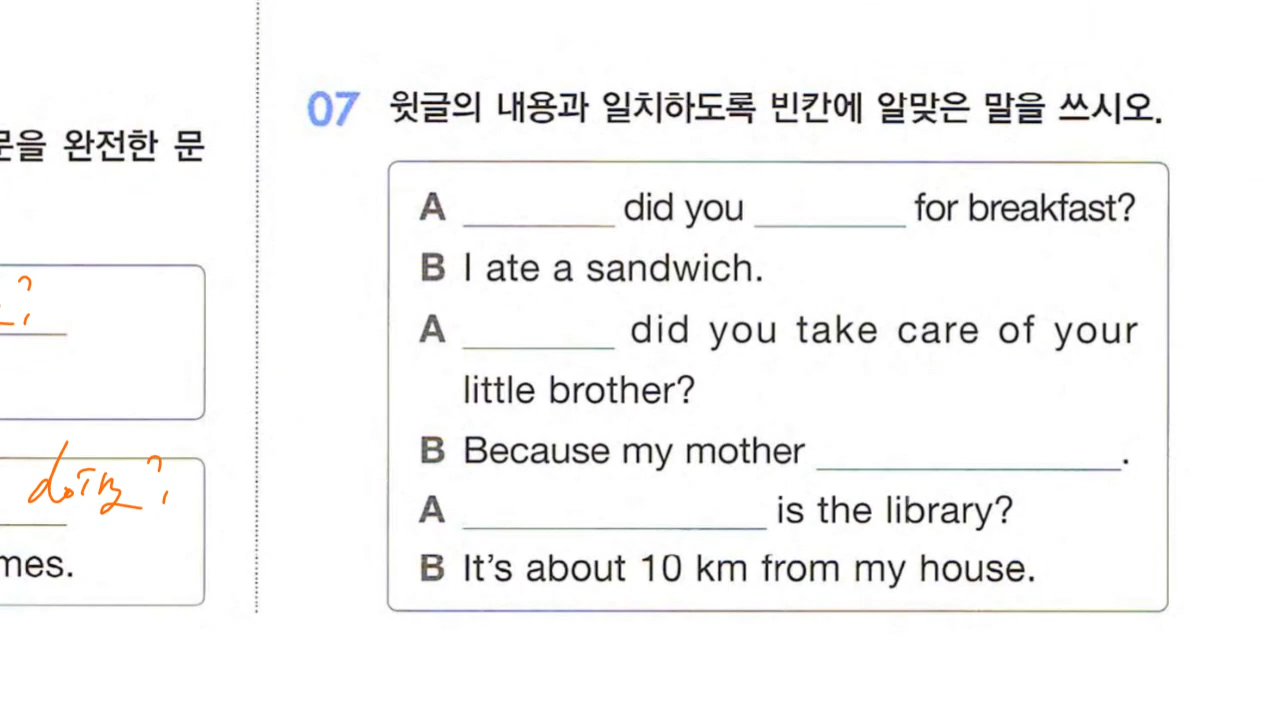 문을 완전한 문
?
doing?
mes.
07 윗글의 내용과 일치하도록 빈칸에 알맞은 말을 쓰시오.
A ________ did you ________ for breakfast?
B I ate a sandwich.
A ________ did you take care of your
little brother?
B Because my mother ________________.
A ________________ is the library?
B It's about 10 km from my house.